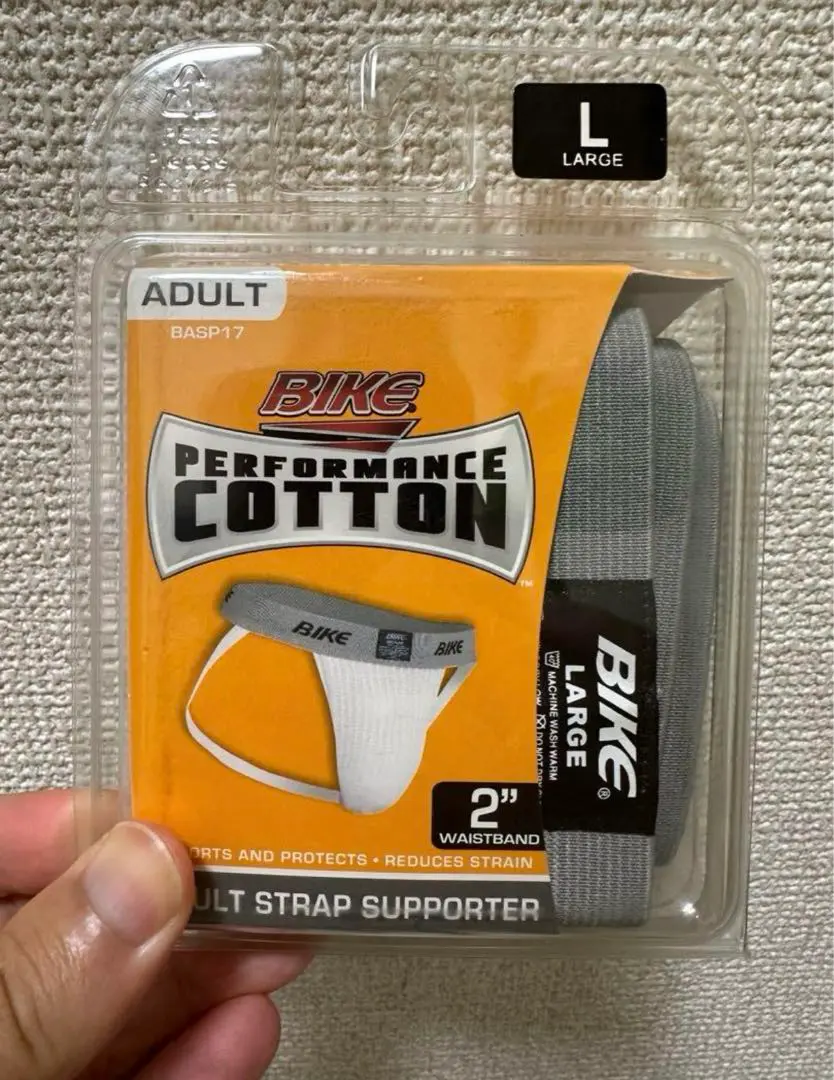 L
LARGE
ADULT
BASP17
BIKE
PERFORMANCE
COTTON
™
BIKE
BIKE
BIKE®
LARGE
MACHINE WASH WARM
2”
WAISTBAND
ORTS AND PROTECTS • REDUCES STRAIN
ULT STRAP SUPPORTER